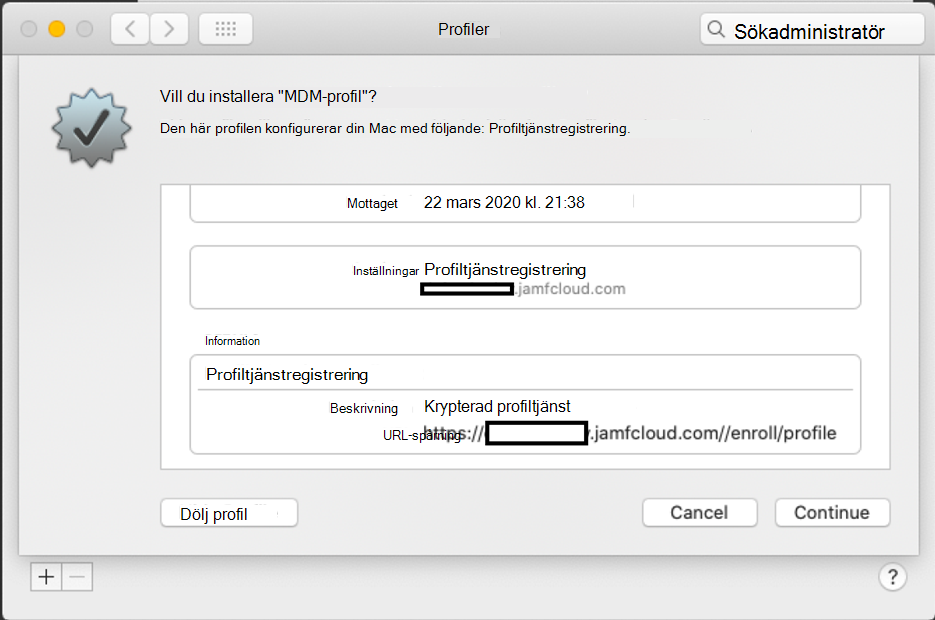 Profiler
Sökadministratör
Vill du installera "MDM-profil"?
Den här profilen konfigurerar din Mac med följande: Profiltjänstregistrering.
Mottaget 22 mars 2020 kl. 21:38
Inställningar Profiltjänstregistrering
.jamfcloud.com
Information
Profiltjänstregistrering
Beskrivning Krypterad profiltjänst
URL-spårning https:// .jamfcloud.com//enroll/profile
Dölj profil
Cancel
Continue
?